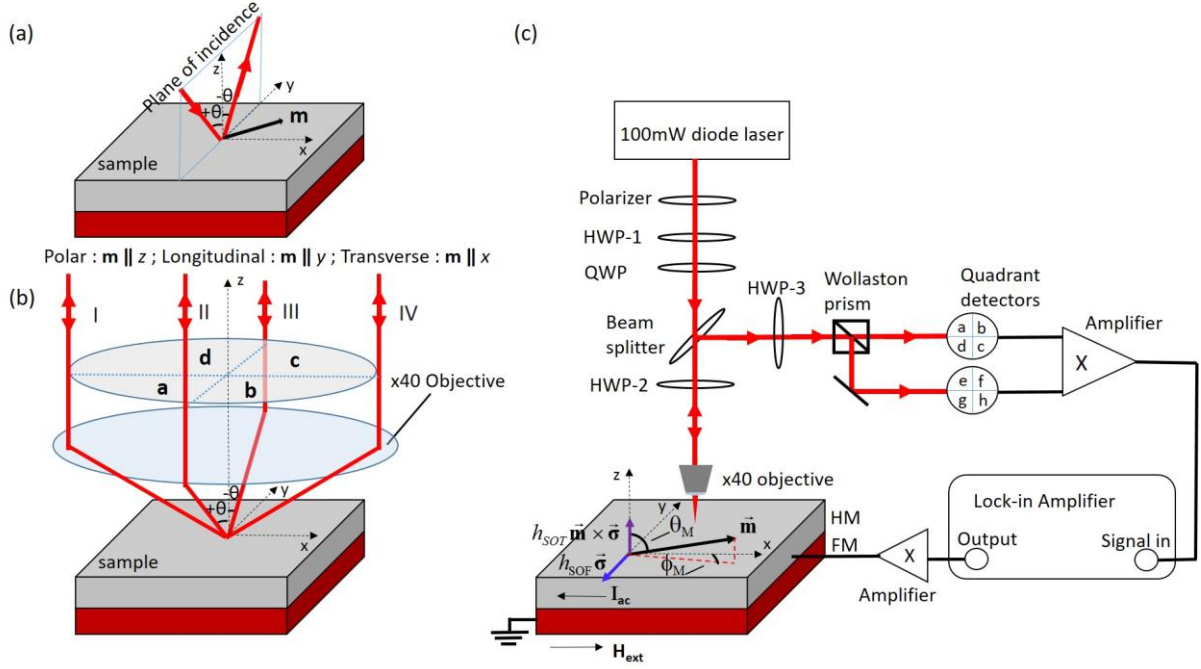 (a)
Plane of incidence
z
y
-θ
+θ
m
x
sample
Polar : m ∥ z ; Longitudinal : m ∥ y ; Transverse : m ∥ x
(b)
z
I
II
III
IV
d
c
a
b
x40 Objective
-θ
y
+θ
x
sample
(c)
100mW diode laser
Polarizer
HWP-1
QWP
HWP-3
Wollaston
prism
Quadrant
detectors
Beam
splitter
a b
d c
Amplifier
X
HWP-2
e f
g h
x40 objective
z
y
θM
m⃗
hSOT m⃗ × σ⃗
x
hSOF σ⃗
ϕM
HM
FM
Iac
Hext
X
Amplifier
Lock-in Amplifier
Output
Signal in